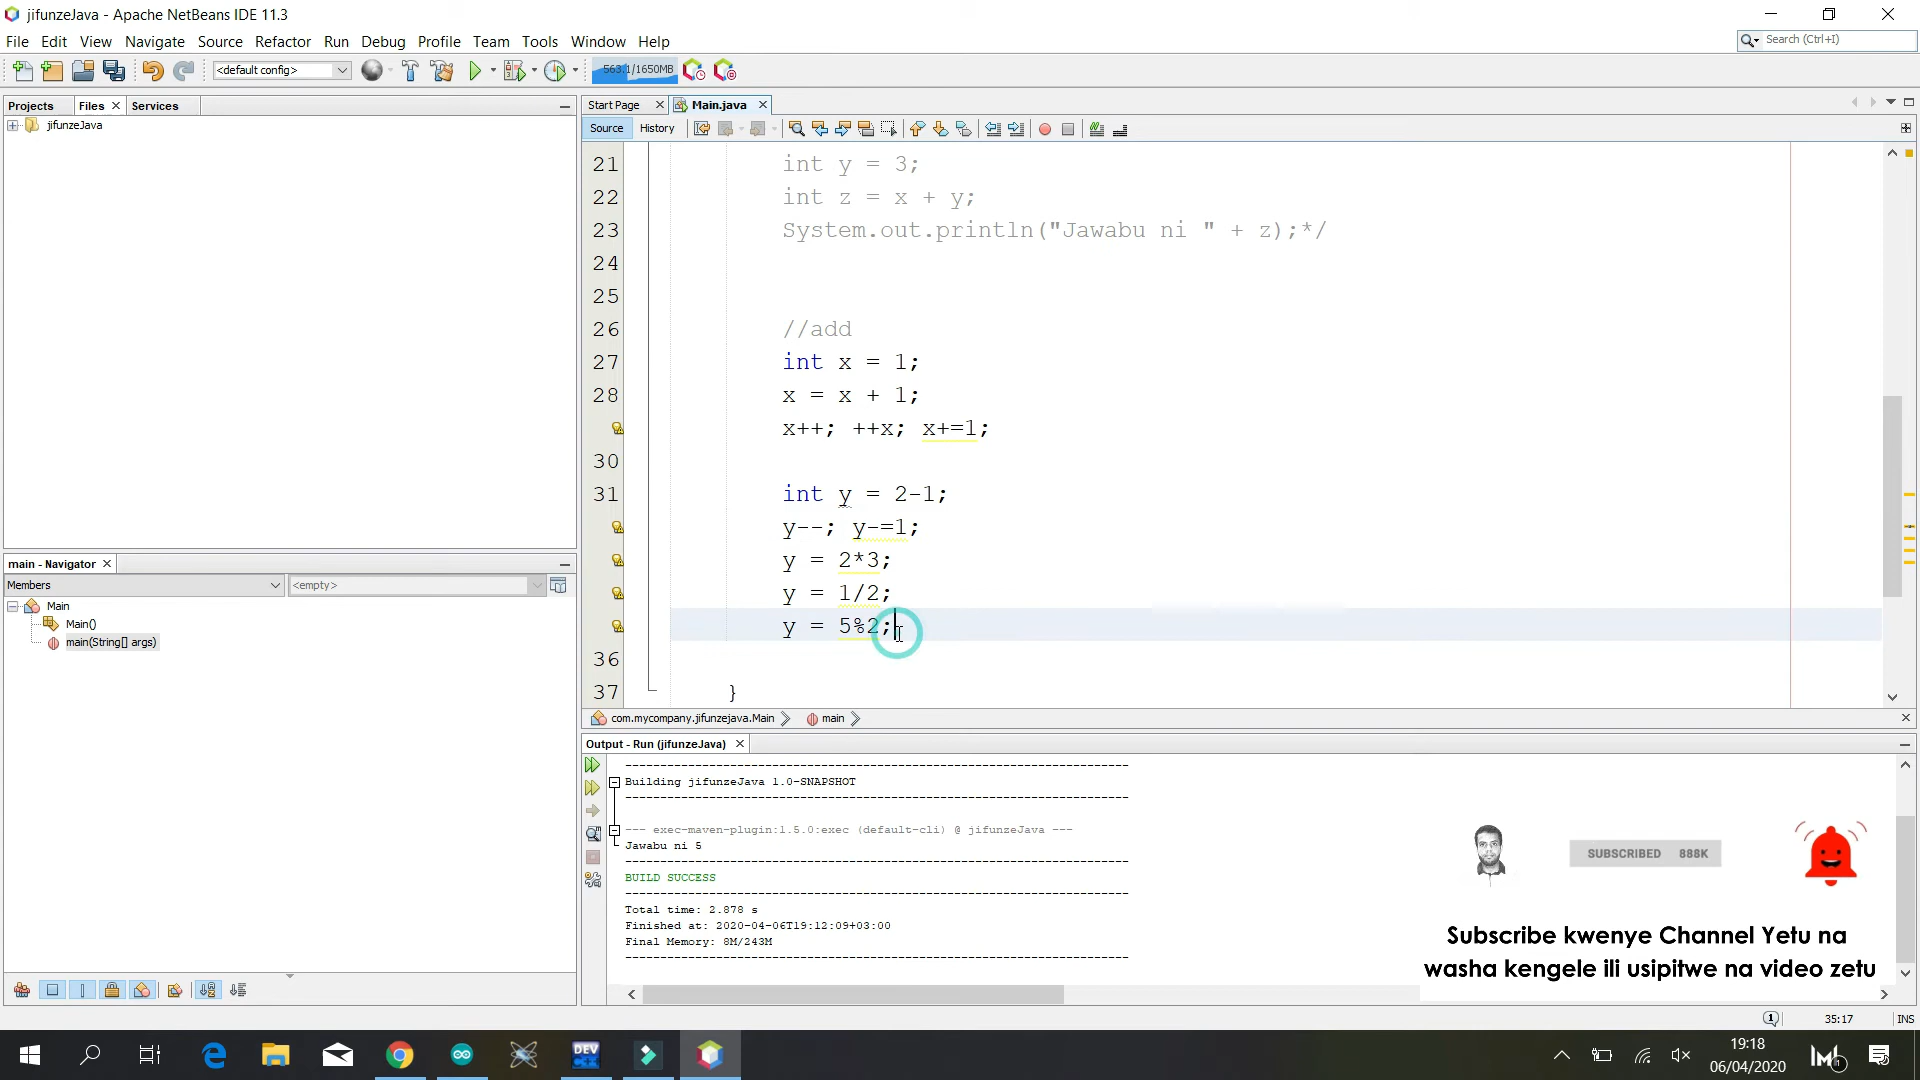 jifunzeJava - Apache NetBeans IDE 11.3
File Edit View Navigate Source Refactor Run Debug Profile Team Tools Window Help
Search (Ctrl+I)
<default config>
563.1/1650MB
Projects Files Services
jifunzeJava
Start Page Main.java
Source History
21 int y = 3;
22 int z = x + y;
23 System.out.println("Jawabu ni " + z);*/
24
25
26 //add
27 int x = 1;
28 x = x + 1;
x++; ++x; x+=1;
30
31 int y = 2-1;
y--; y-=1;
y = 2*3;
y = 1/2;
y = 5%2;
36
37 }
main - Navigator
Members <empty>
Main
Main()
main(String[] args)
com.mycompany.jifunzejava.Main main
Output - Run (jifunzeJava)
Building jifunzeJava 1.0-SNAPSHOT
--- exec-maven-plugin:1.5.0:exec (default-cli) @ jifunzeJava ---
Jawabu ni 5
BUILD SUCCESS
Total time: 2.878 s
Finished at: 2020-04-06T19:12:09+03:00
Final Memory: 8M/243M
SUBSCRIBED 888K
Subscribe kwenye Channel Yetu na
washa kengele ili usipitwe na video zetu
1 35:17 INS
DEV C++
19:18
06/04/2020